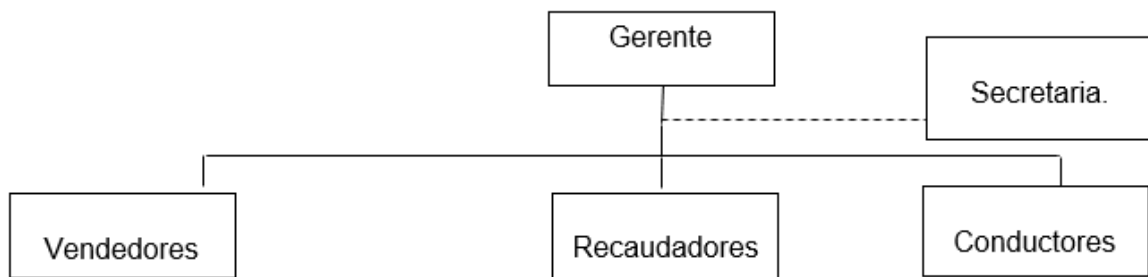 Gerente
Secretaria.
Vendedores
Recaudadores
Conductores